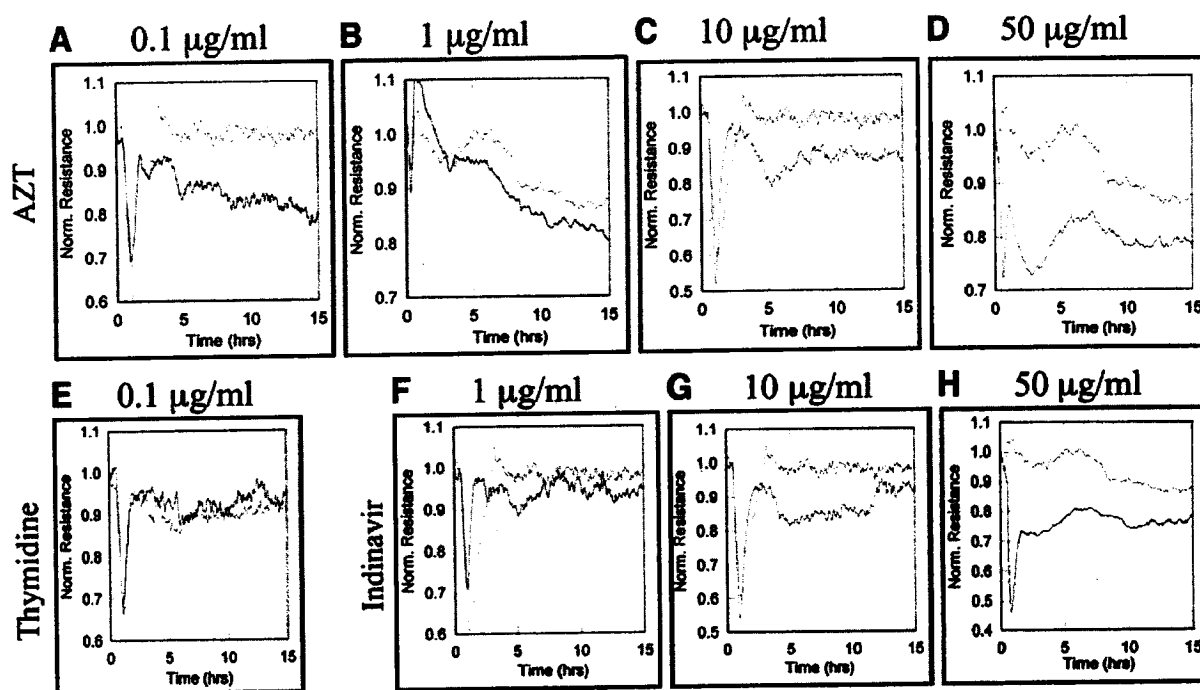 A 0.1 µg/ml
B 1 µg/ml
C 10 µg/ml
D 50 µg/ml
AZT
Norm. Resistance
1.1
1.0
0.9
0.8
0.7
0.6
0 5 10 15
Time (hrs)
Norm. Resistance
1.1
1.0
0.9
0.8
0.7
0 5 10 15
Time (hrs)
Norm. Resistance
1.1
1.0
0.9
0.8
0.7
0.6
0.5
0 5 10 15
Time (hrs)
Norm. Resistance
1.1
1.0
0.9
0.8
0.7
0 5 10 15
Time (hrs)
E 0.1 µg/ml
F 1 µg/ml
G 10 µg/ml
H 50 µg/ml
Thymidine
Norm. Resistance
1.1
1.0
0.9
0.8
0.7
0.6
0 5 10 15
Time (hrs)
Indinavir
Norm. Resistance
1.1
1.0
0.9
0.8
0.7
0.6
0 5 10 15
Time (hrs)
Norm. Resistance
1.1
1.0
0.9
0.8
0.7
0.6
0.5
0 5 10 15
Time (hrs)
Norm. Resistance
1.1
1.0
0.9
0.8
0.7
0.6
0.5
0.4
0 5 10 15
Time (hrs)